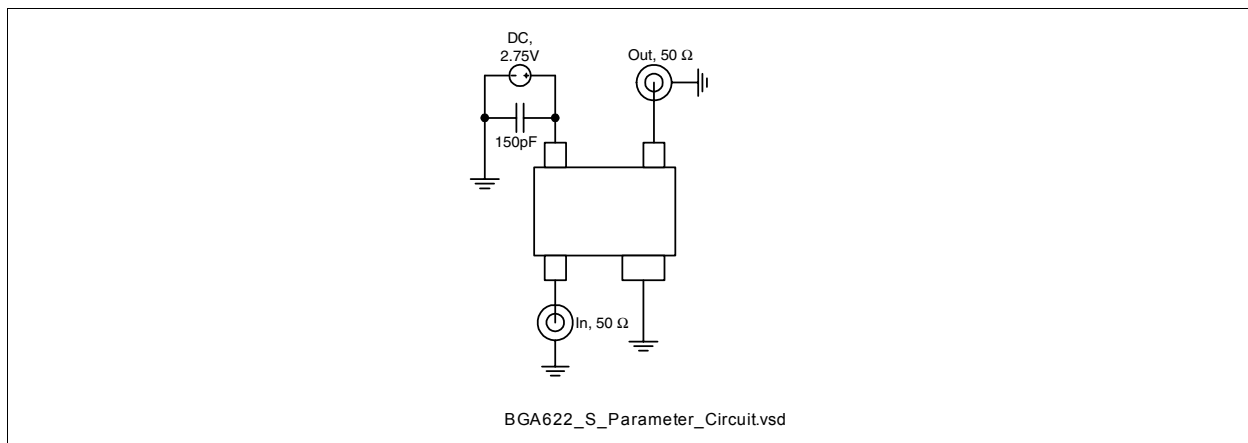 DC,
2.75V
Out, 50 Ω
150pF
In, 50 Ω
BGA622_S_Parameter_Circuit.vsd